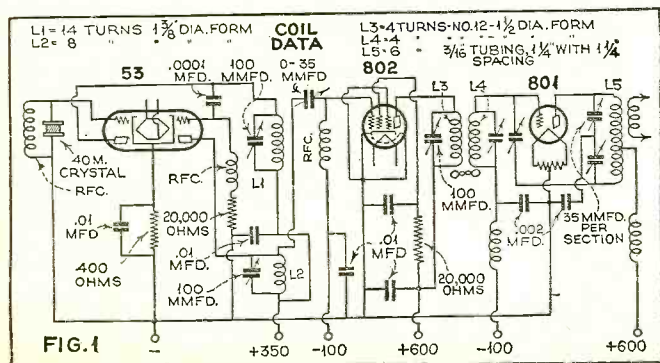 L1=14 TURNS 1 3/8" DIA. FORM
L2= 8 " " " "
COIL
DATA
L3=4 TURNS-NO.12-1 1/2 DIA. FORM
L4=4 " " " "
L5=6 " 3/16 TUBING, 1 1/4" WITH 1 1/4"
SPACING
53
.0001
MFD.
100
MMFD.
0-35
MMFD
802
L3
L4
801
L5
40 M.
CRYSTAL
RFC.
RFC.
L1
RFC.
100
MMFD.
.01
MFD
20,000
OHMS
.01
MFD.
L2
.01
MFD.
.002
MFD.
35 MMFD.
PER
SECTION
400
OHMS
100
MMFD.
20,000
OHMS
FIG.1
-
+350
-100
+600
-100
+600